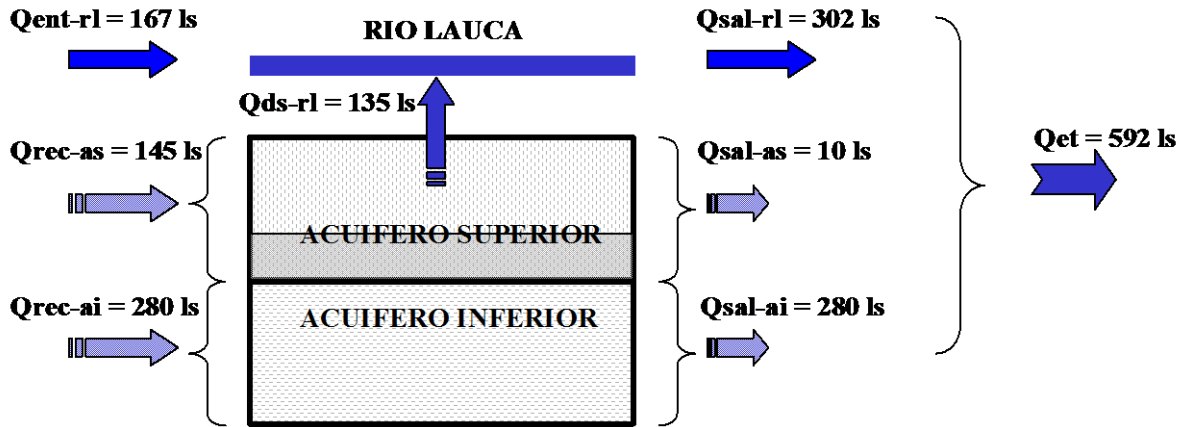 Qent-rl = 167 ls
RIO LAUCA
Qsal-rl = 302 ls
Qds-rl = 135 ls
Qrec-as = 145 ls
Qsal-as = 10 ls
Qet = 592 ls
ACUIFERO SUPERIOR
Qrec-ai = 280 ls
ACUIFERO INFERIOR
Qsal-ai = 280 ls